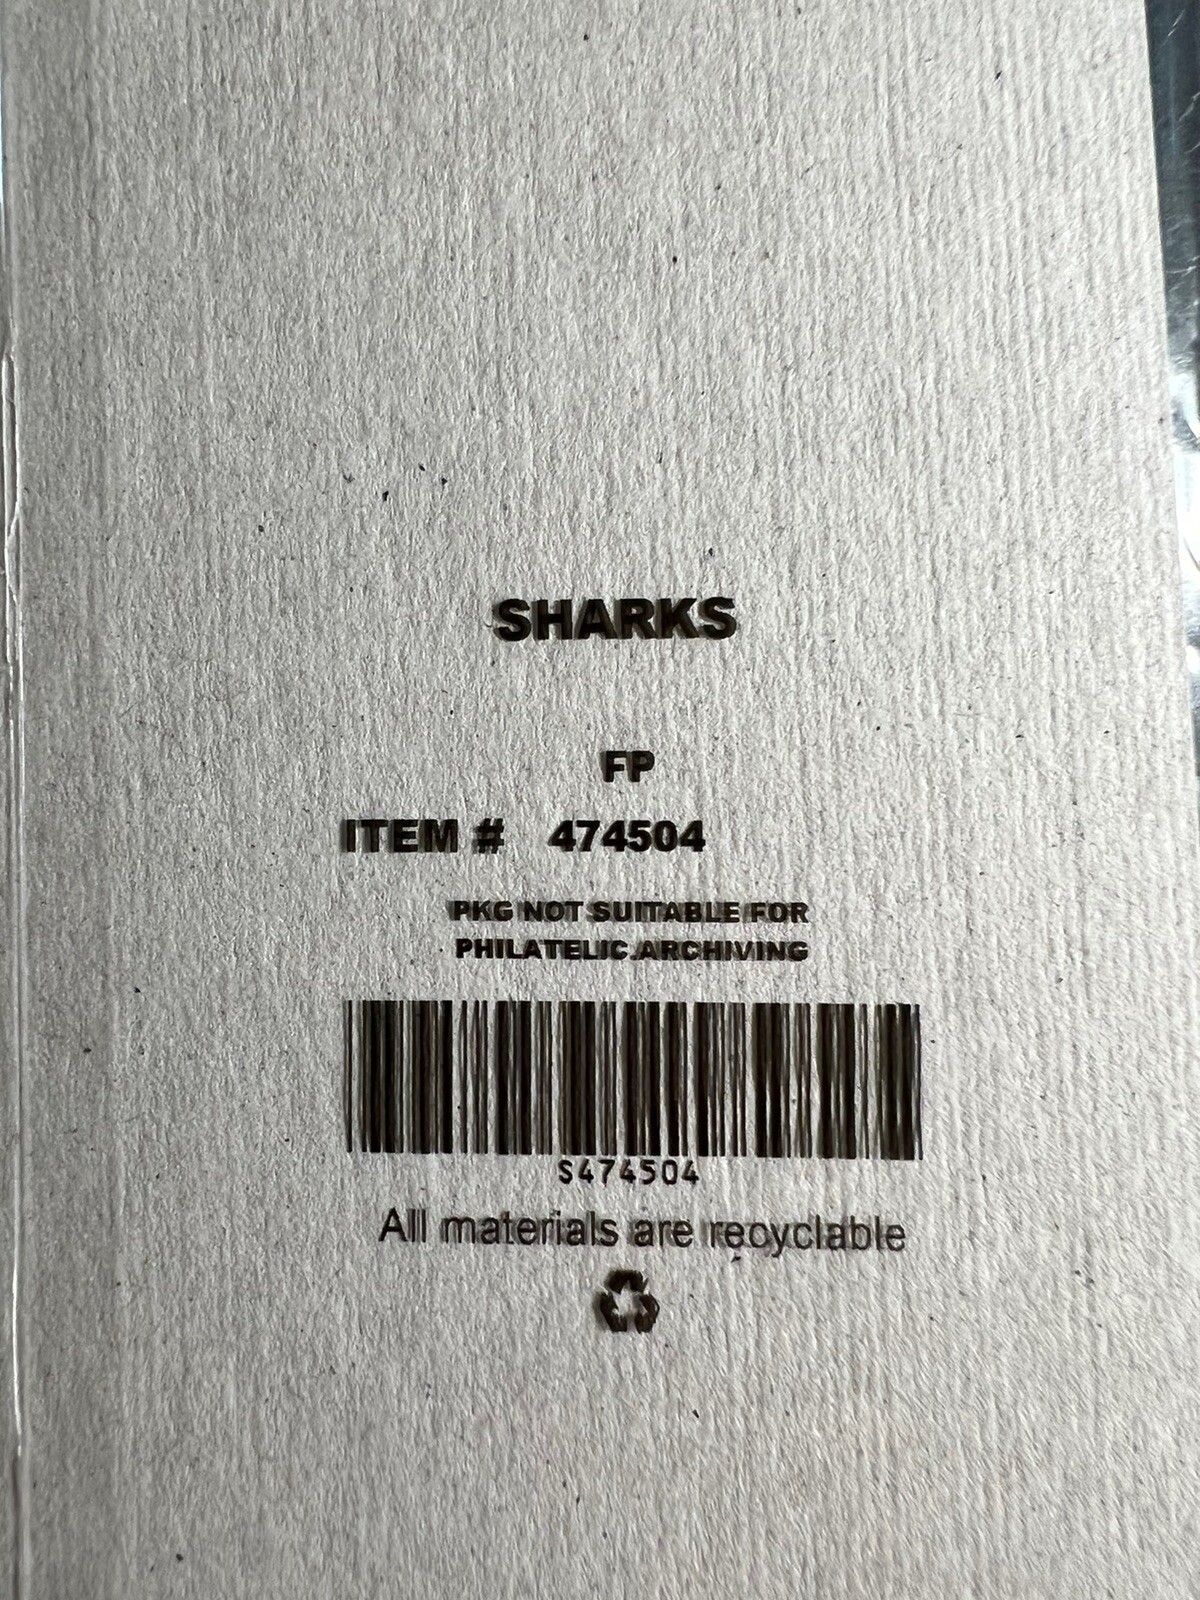 SHARKS
FP
ITEM # 474504
PKG NOT SUITABLE FOR
PHILATELIC ARCHIVING
S474504
All materials are recyclable